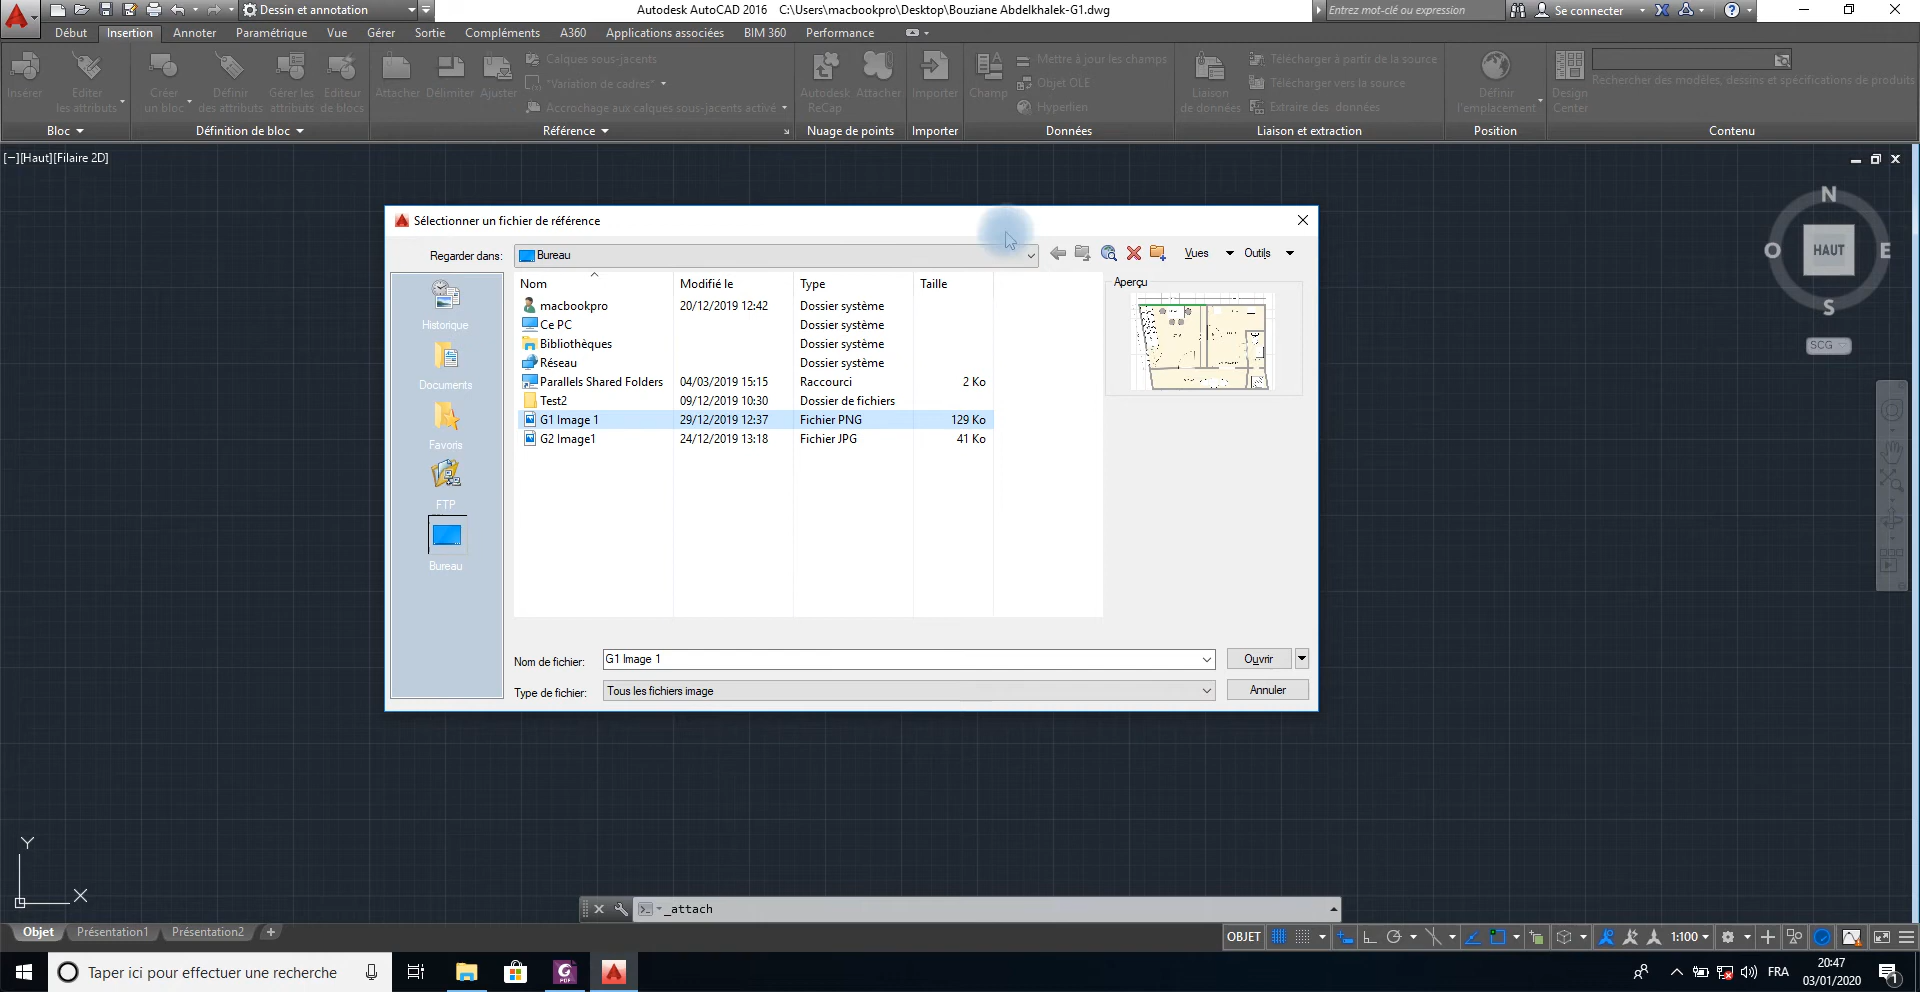 Dessin et annotation
Autodesk AutoCAD 2016 C:\Users\macbookpro\Desktop\Bouziane Abdelkhalek-G1.dwg
Entrez mot-clé ou expression
Se connecter
Début Insertion Annoter Paramétrique Vue Gérer Sortie Compléments A360 Applications associées BIM 360 Performance
Insérer
Editer
les attributs
Créer
un bloc
Définir
des attributs
Gérer les
attributs
Editeur
de blocs
Attacher
Délimiter
Ajuster
Calques sous-jacents
*Variation de cadres*
Accrochage aux calques sous-jacents activé
Autodesk
ReCap
Attacher
Importer
Champ
Mettre à jour les champs
Objet OLE
Hyperlien
Liaison
de données
Télécharger à partir de la source
Télécharger vers la source
Extraire des données
Définir
l'emplacement
Design
Center
Rechercher des modèles, dessins et spécifications de produits
Bloc
Définition de bloc
Référence
Nuage de points
Importer
Données
Liaison et extraction
Position
Contenu
[−][Haut][Filaire 2D]
N
O
HAUT
E
S
SCG
Sélectionner un fichier de référence
Regarder dans:
Bureau
Vues
Outils
Historique
Documents
Favoris
FTP
Bureau
Nom Modifié le Type Taille
macbookpro 20/12/2019 12:42 Dossier système
Ce PC Dossier système
Bibliothèques Dossier système
Réseau Dossier système
Parallels Shared Folders 04/03/2019 15:15 Raccourci 2 Ko
Test2 09/12/2019 10:30 Dossier de fichiers
G1 Image 1 29/12/2019 12:37 Fichier PNG 129 Ko
G2 Image1 24/12/2019 13:18 Fichier JPG 41 Ko
Aperçu
Nom de fichier:
G1 Image 1
Ouvrir
Type de fichier:
Tous les fichiers image
Annuler
Y
X
_attach
Objet Présentation1 Présentation2 +
OBJET
1:100
Taper ici pour effectuer une recherche
FRA
20:47
03/01/2020
1